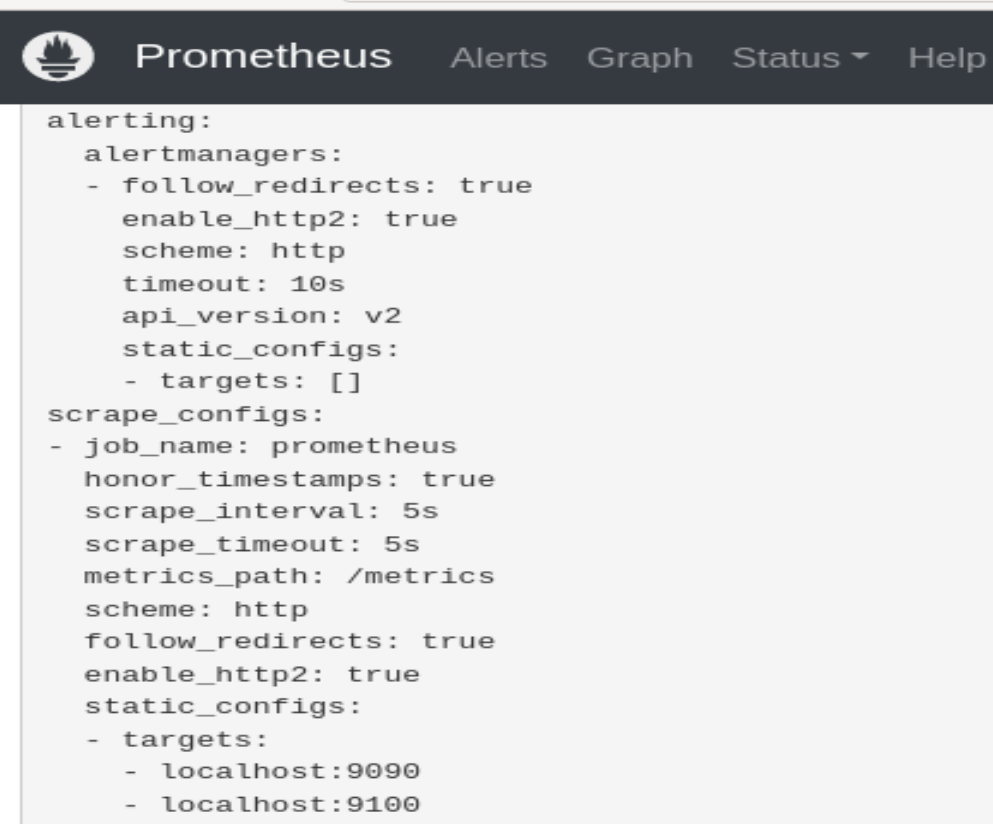 Prometheus Alerts Graph Status Help
alerting:
  alertmanagers:
  - follow_redirects: true
    enable_http2: true
    scheme: http
    timeout: 10s
    api_version: v2
    static_configs:
    - targets: []
scrape_configs:
- job_name: prometheus
  honor_timestamps: true
  scrape_interval: 5s
  scrape_timeout: 5s
  metrics_path: /metrics
  scheme: http
  follow_redirects: true
  enable_http2: true
  static_configs:
  - targets:
    - localhost:9090
    - localhost:9100